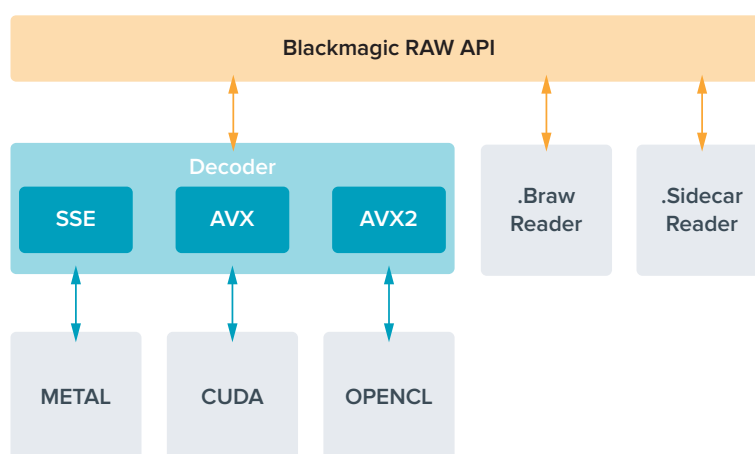 Blackmagic RAW API
Decoder
SSE
AVX
AVX2
.Braw
Reader
.Sidecar
Reader
METAL
CUDA
OPENCL